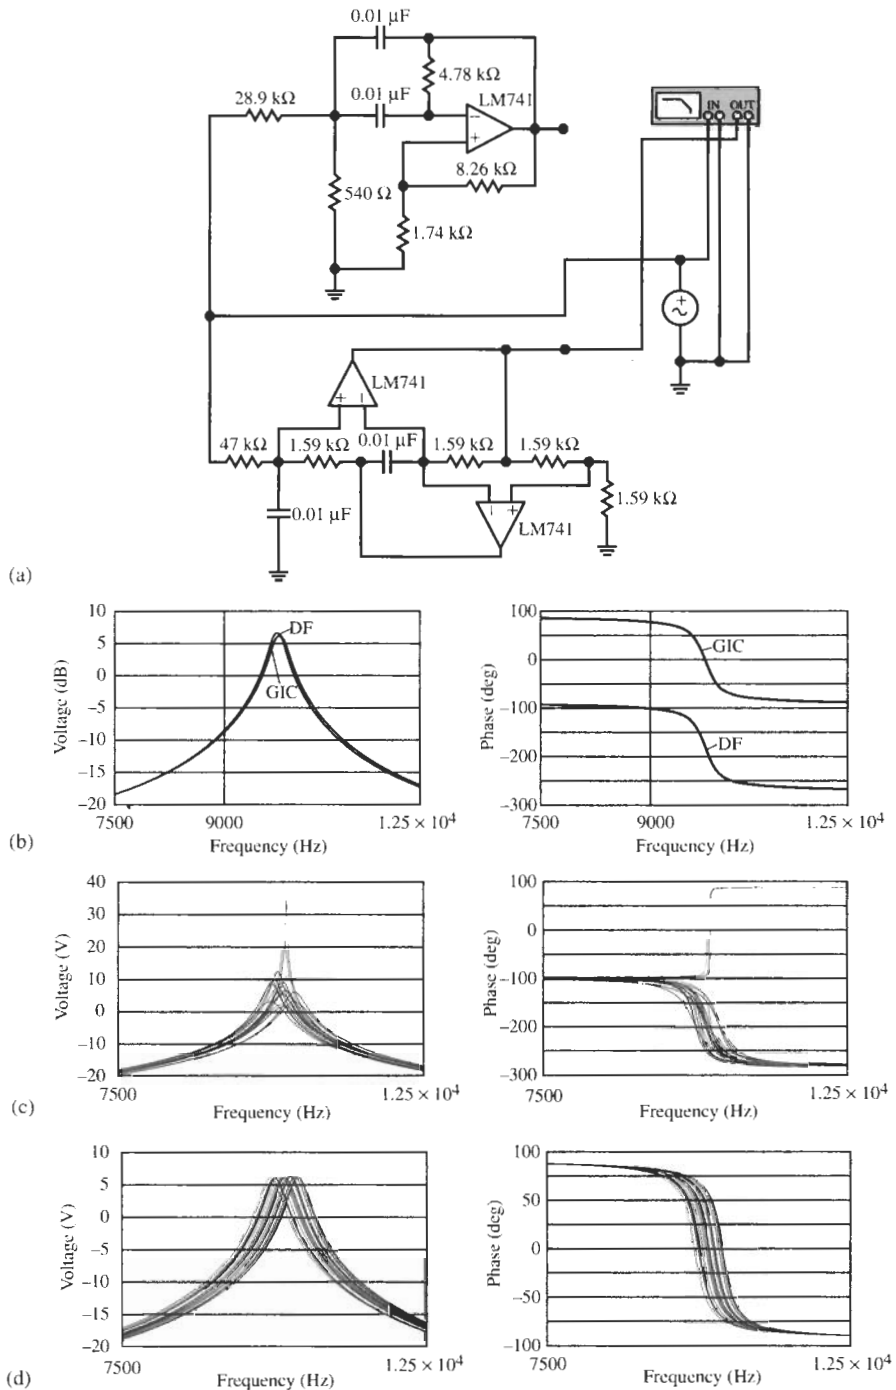 0.01 µF
4.78 kΩ
LM741
28.9 kΩ
0.01 µF
IN OUT
8.26 kΩ
540 Ω
1.74 kΩ
LM741
47 kΩ
1.59 kΩ
0.01 µF
1.59 kΩ
1.59 kΩ
0.01 µF
LM741
1.59 kΩ
(a)
10
5
0
−5
−10
−15
−20
DF
GIC
Voltage (dB)
7500
9000
1.25 × 10⁴
Frequency (Hz)
100
0
−100
−200
−300
GIC
DF
Phase (deg)
7500
9000
1.25 × 10⁴
Frequency (Hz)
(b)
40
30
20
10
0
−10
−20
Voltage (V)
7500
1.25 × 10⁴
Frequency (Hz)
100
0
−100
−200
−300
Phase (deg)
7500
1.25 × 10⁴
Frequency (Hz)
(c)
10
5
0
−5
−10
−15
−20
Voltage (V)
7500
1.25 × 10⁴
Frequency (Hz)
100
50
0
−50
−100
Phase (deg)
7500
1.25 × 10⁴
Frequency (Hz)
(d)